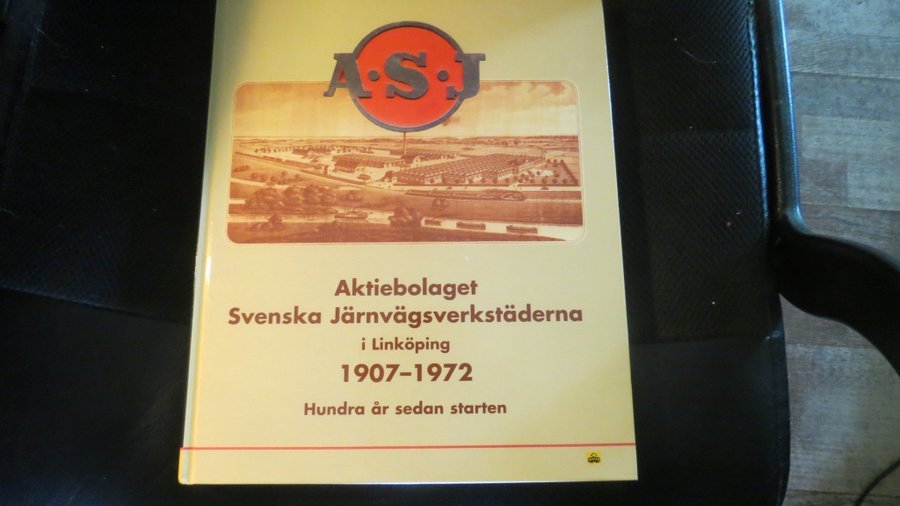 A·S·J
Aktiebolaget
Svenska Järnvägsverkstäderna
i Linköping
1907–1972
Hundra år sedan starten